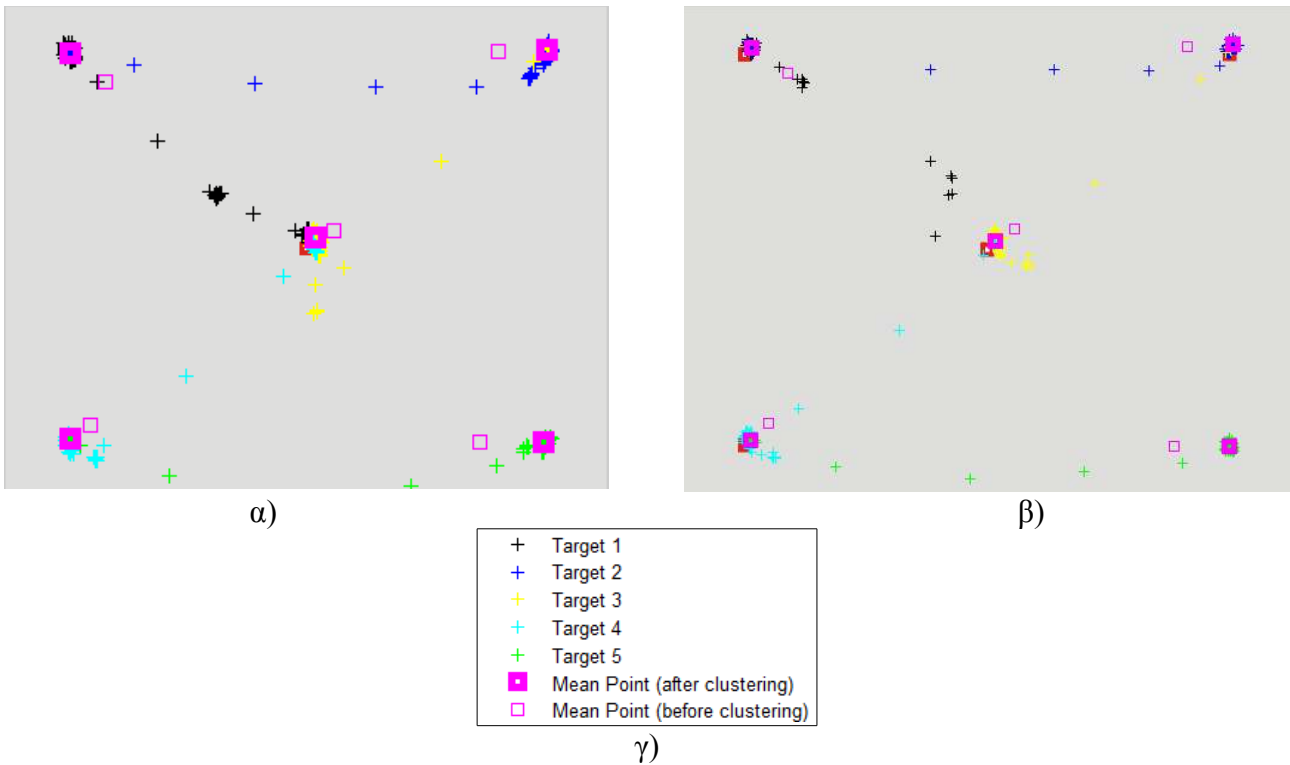 α)
β)
Target 1
Target 2
Target 3
Target 4
Target 5
Mean Point (after clustering)
Mean Point (before clustering)
γ)